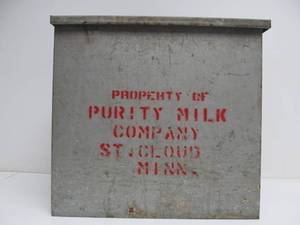 PROPERTY OF
PURITY MILK
COMPANY
ST. CLOUD
MINN.